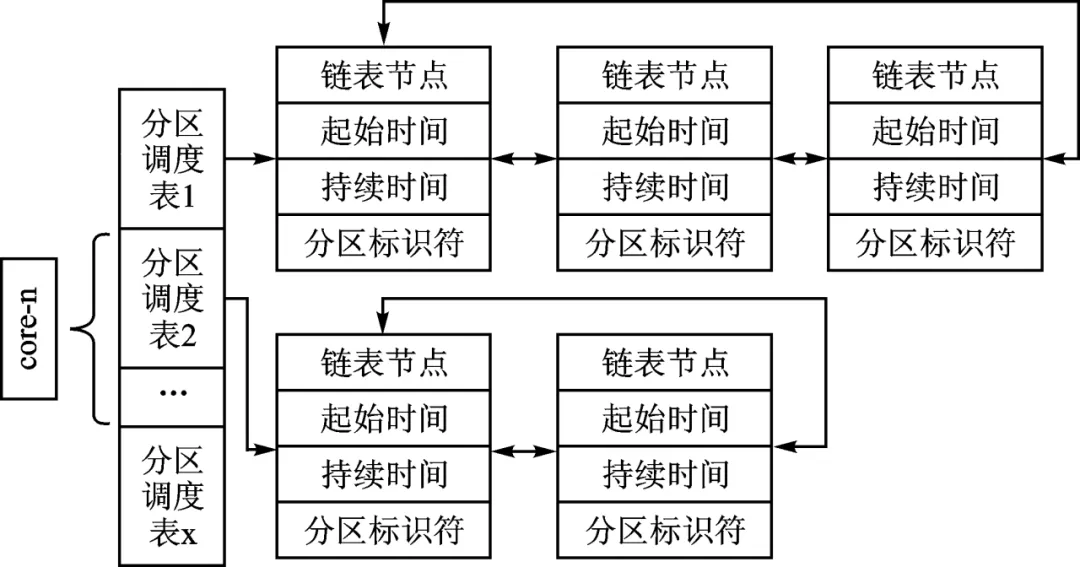 链表节点
起始时间
持续时间
分区标识符
链表节点
起始时间
持续时间
分区标识符
链表节点
起始时间
持续时间
分区标识符
分区
调度
表1
core-n
分区
调度
表2
...
分区
调度
表x
链表节点
起始时间
持续时间
分区标识符
链表节点
起始时间
持续时间
分区标识符